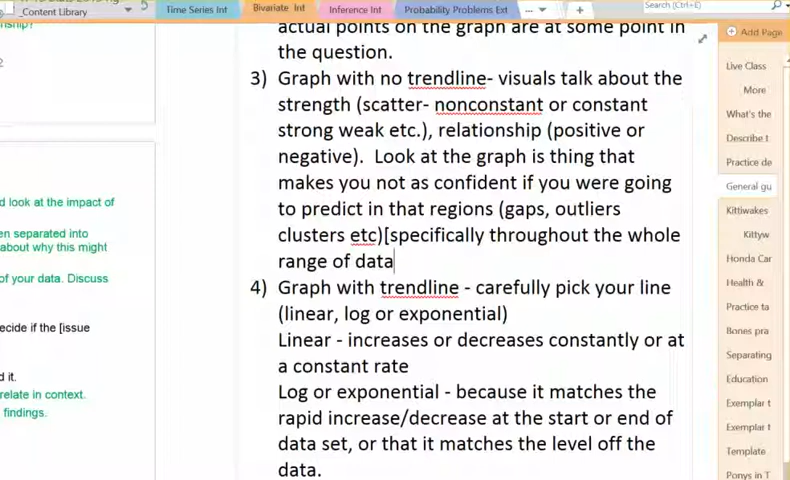 _Content Library
Time Series Int
Bivariate Int
Inference Int
Probability Problems Ext
...
+
Search (Ctrl+E)
actual points on the graph are at some point in
the question.
3) Graph with no trendline- visuals talk about the
strength (scatter- nonconstant or constant
strong weak etc.), relationship (positive or
negative). Look at the graph is thing that
makes you not as confident if you were going
to predict in that regions (gaps, outliers
clusters etc)[specifically throughout the whole
range of data
4) Graph with trendline - carefully pick your line
(linear, log or exponential)
Linear - increases or decreases constantly or at
a constant rate
Log or exponential - because it matches the
rapid increase/decrease at the start or end of
data set, or that it matches the level off the
data.
2
d look at the impact of
en separated into
about why this might
of your data. Discuss
ecide if the [issue
d it.
relate in context.
findings.
Add Page
Live Class
More
What's the
Describe t
Practice de
General gu
Kittiwakes
Kittyw
Honda Car
Health &
Practice ta
Bones pra
Separating
Education
Exemplar t
Exemplar t
Template
Ponys in T